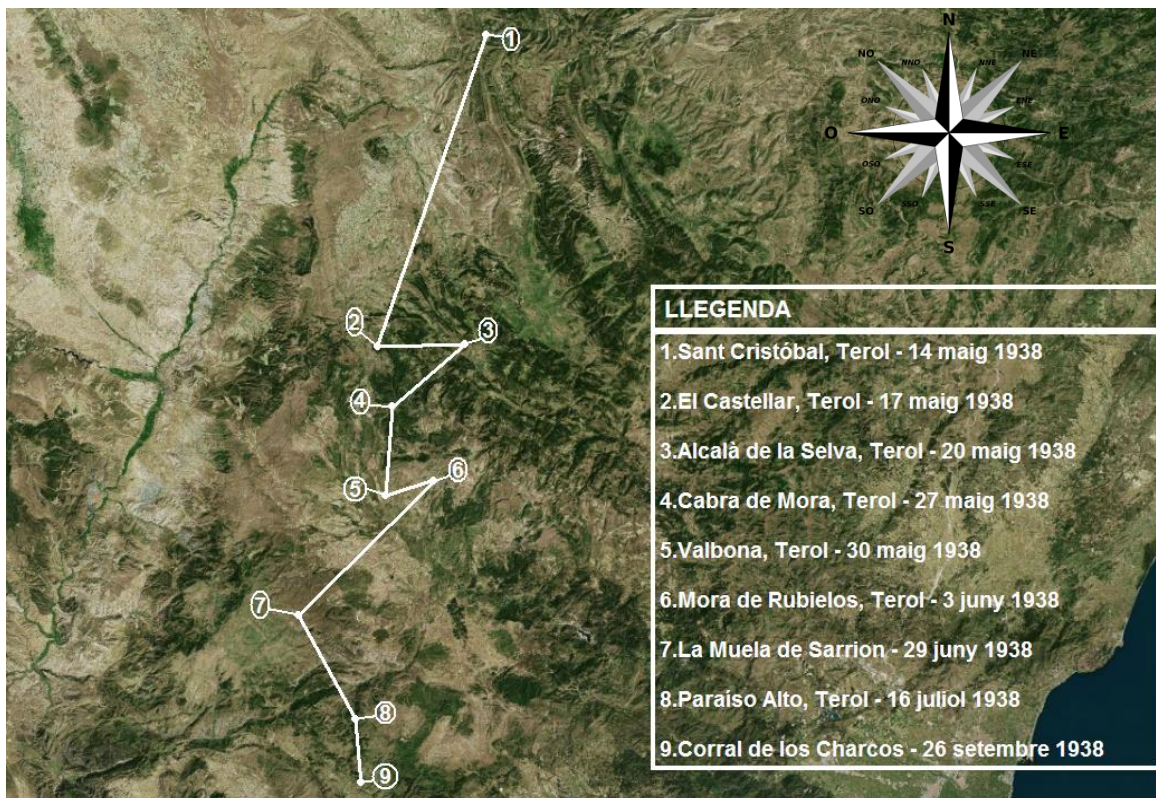 1
N
NO
NNO
NNE
NE
ONO
ENE
O
E
OSO
ESE
SO
SSO
SSE
SE
S
2
3
4
5
6
7
8
9
LLEGENDA
1.Sant Cristóbal, Terol - 14 maig 1938
2.El Castellar, Terol - 17 maig 1938
3.Alcalà de la Selva, Terol - 20 maig 1938
4.Cabra de Mora, Terol - 27 maig 1938
5.Valbona, Terol - 30 maig 1938
6.Mora de Rubielos, Terol - 3 juny 1938
7.La Muela de Sarrion - 29 juny 1938
8.Paraíso Alto, Terol - 16 juliol 1938
9.Corral de los Charcos - 26 setembre 1938